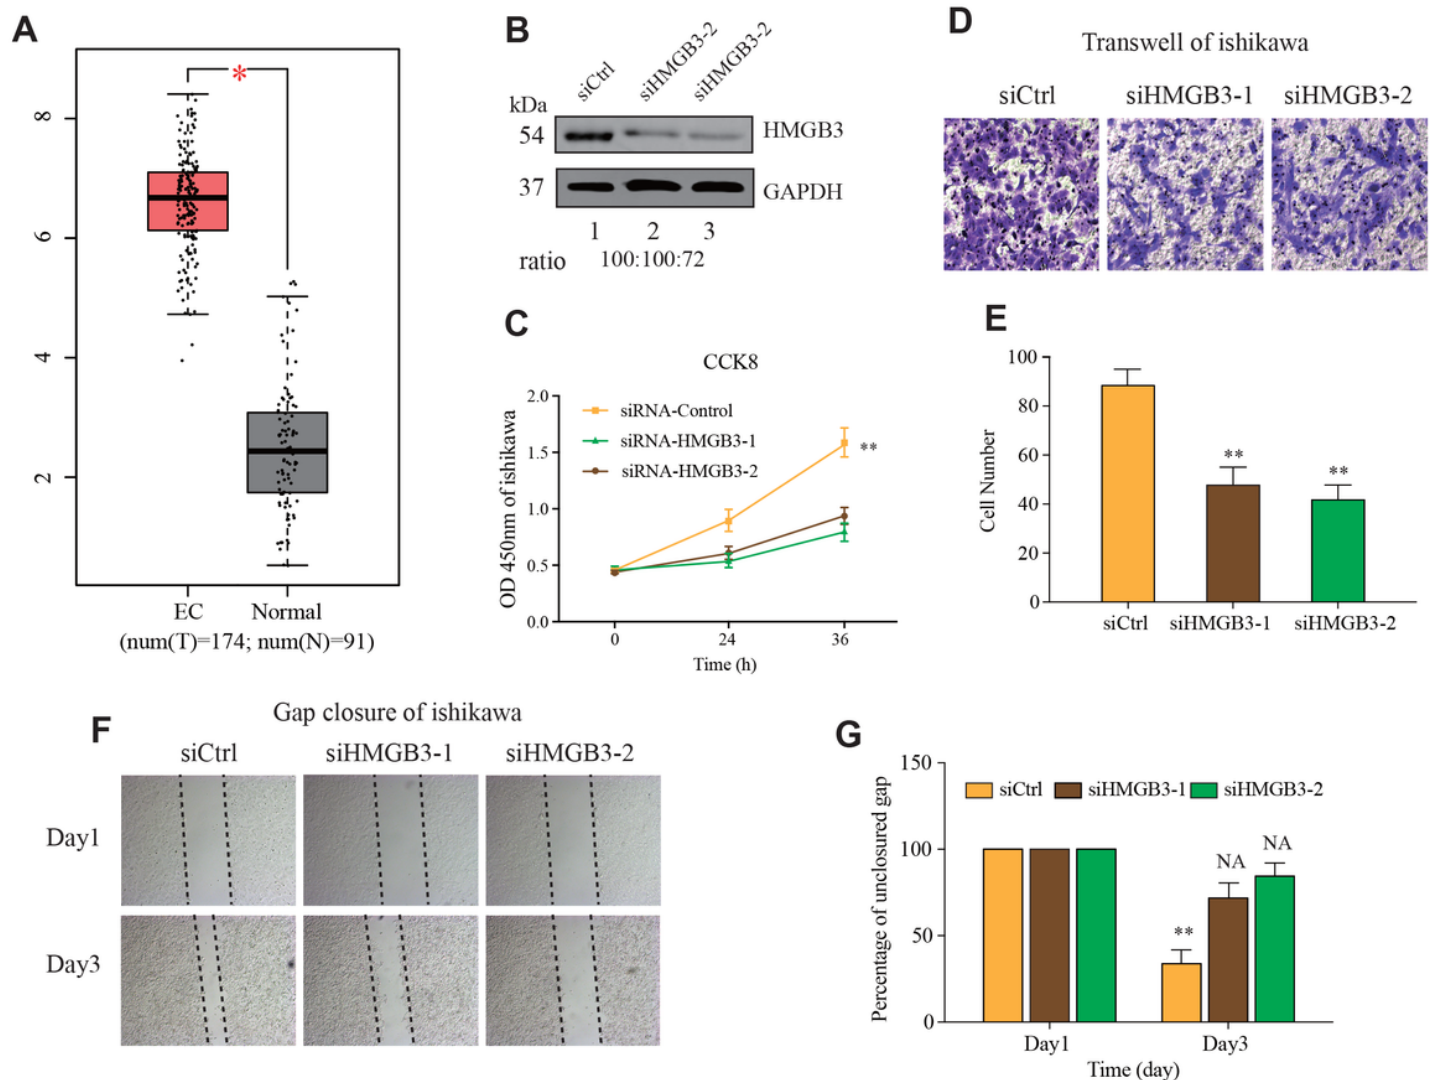 A
*
8
6
4
2
EC Normal
(num(T)=174; num(N)=91)
B
siCtrl
siHMGB3-2
siHMGB3-2
kDa
54
HMGB3
37
GAPDH
1 2 3
ratio 100:100:72
C
CCK8
OD 450nm of ishikawa
2.0
1.5
1.0
0.5
0.0
siRNA-Control
siRNA-HMGB3-1
siRNA-HMGB3-2
**
0 24 36
Time (h)
D
Transwell of ishikawa
siCtrl siHMGB3-1 siHMGB3-2
E
Cell Number
100
80
60
40
20
0
** **
siCtrl siHMGB3-1 siHMGB3-2
F
Gap closure of ishikawa
siCtrl siHMGB3-1 siHMGB3-2
Day1
Day3
G
Percentage of unclosured gap
150
100
50
0
siCtrl siHMGB3-1 siHMGB3-2
** NA NA
Day1 Day3
Time (day)